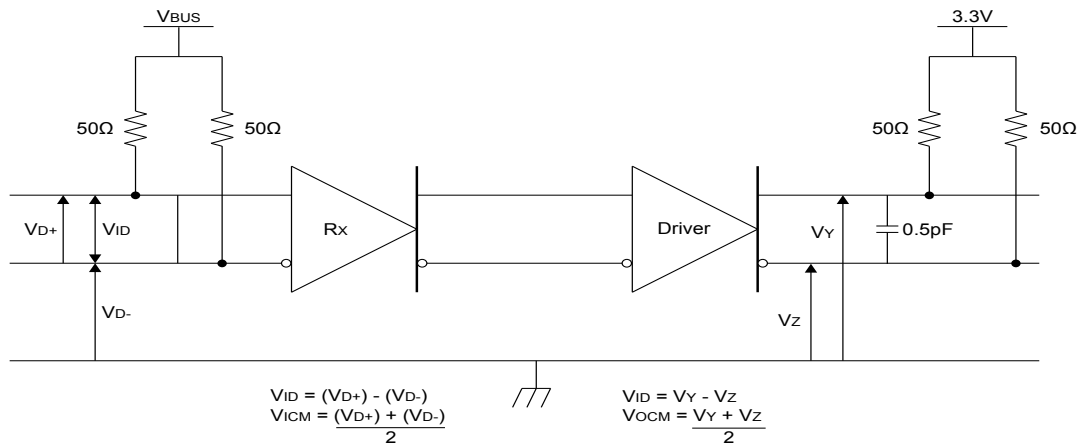 VBUS
3.3V
50Ω
50Ω
50Ω
50Ω
VD+
VID
Rx
Driver
VY
0.5pF
VD-
VZ
VID = (VD+) - (VD-)
VICM = (VD+) + (VD-)
2
VID = VY - VZ
VOCM = VY + VZ
2